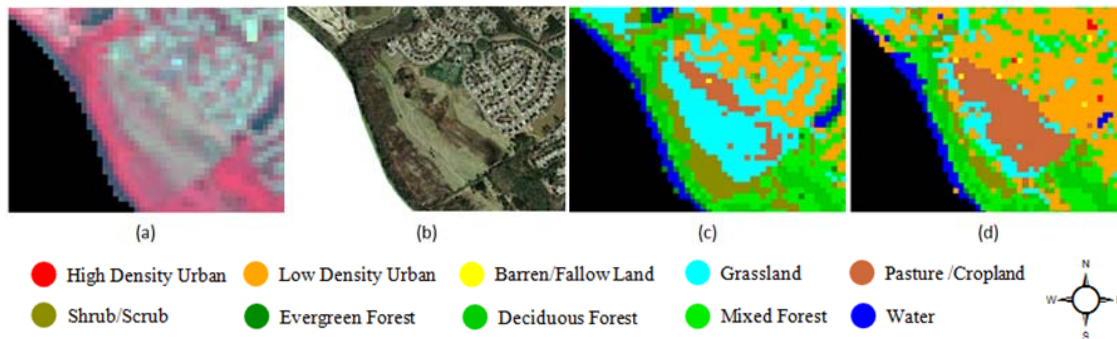 (a) (b) (c) (d)
High Density Urban Low Density Urban Barren/Fallow Land Grassland Pasture /Cropland
Shrub/Scrub Evergreen Forest Deciduous Forest Mixed Forest Water
N
W
S